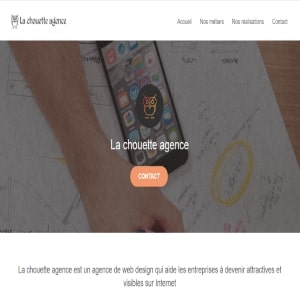 La chouette agence
Accueil Nos métiers Nos réalisations Contact
La chouette agence
CONTACT
La chouette agence est un agence de web design qui aide les entreprises à devenir attractives et
visibles sur Internet